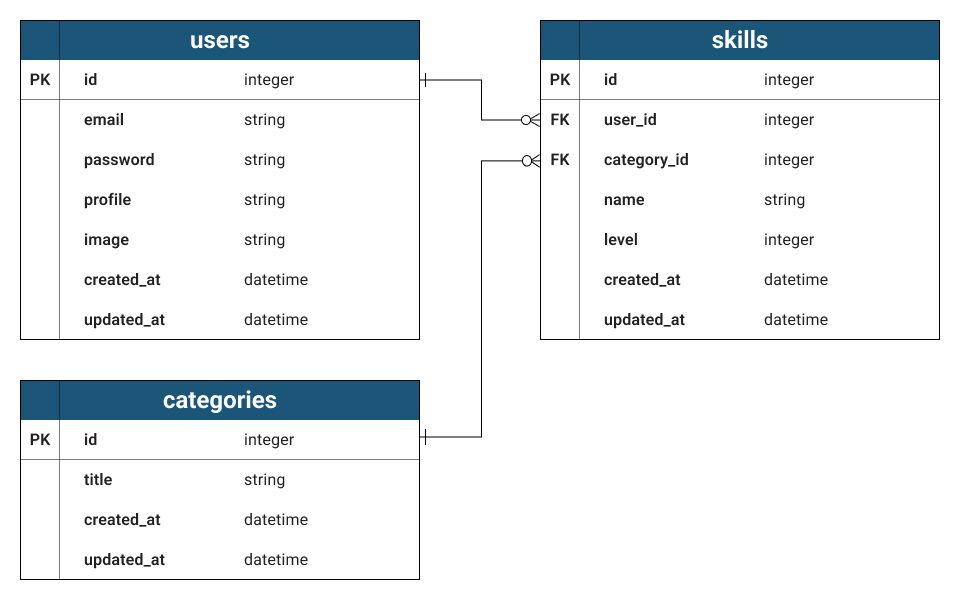 users
PK id integer
email string
password string
profile string
image string
created_at datetime
updated_at datetime
skills
PK id integer
FK user_id integer
FK category_id integer
name string
level integer
created_at datetime
updated_at datetime
categories
PK id integer
title string
created_at datetime
updated_at datetime